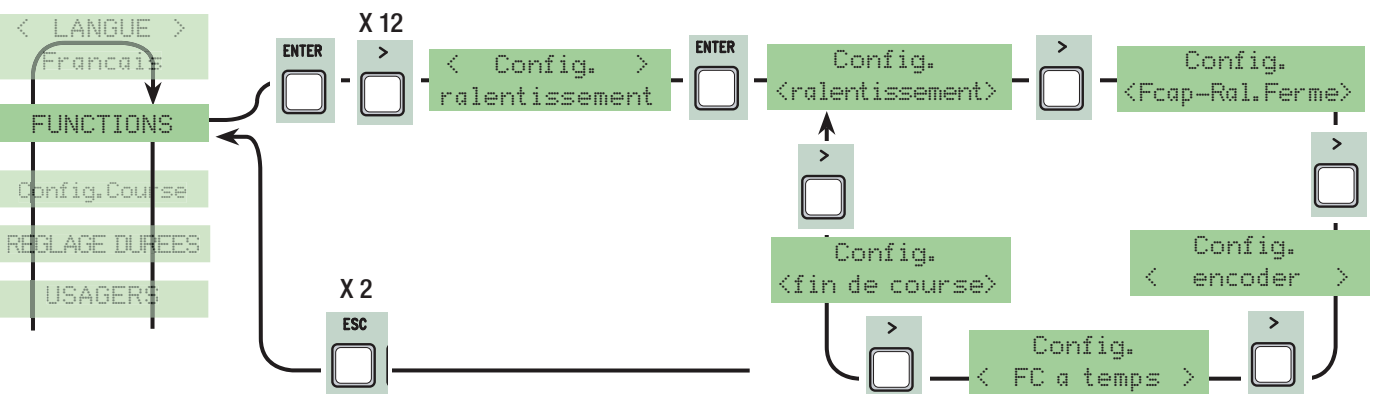 < LANGUE >
Francais
FUNCTIONS
Config.Course
REGLAGE DUREES
USAGERS
ENTER
X 12
>
< Config. >
ralentissement
ENTER
Config.
<ralentissement>
>
Config.
<Fcap-Ral.Ferme>
>
Config.
< encoder >
>
Config.
< FC a temps >
>
Config.
<fin de course>
>
X 2
ESC